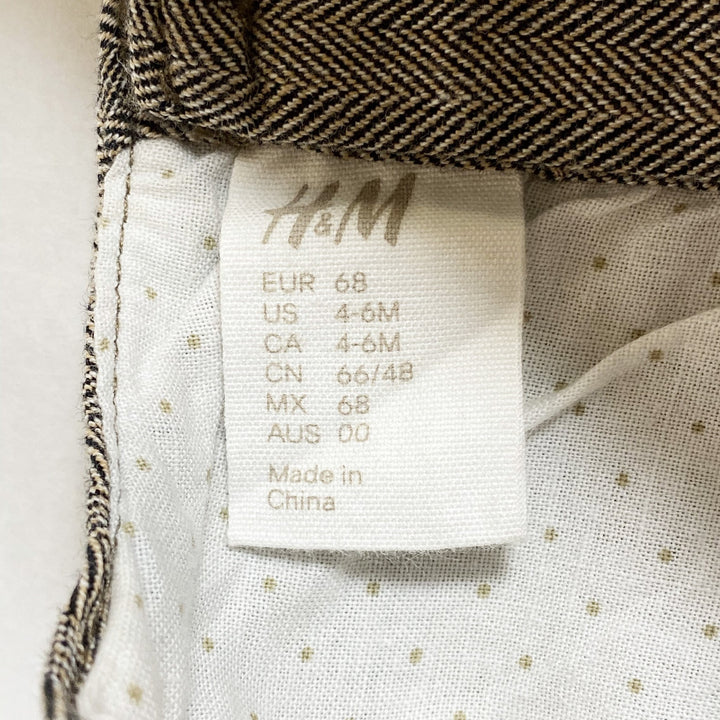 H&M
EUR 68
US 4-6M
CA 4-6M
CN 66/48
MX 68
AUS 00
Made in
China